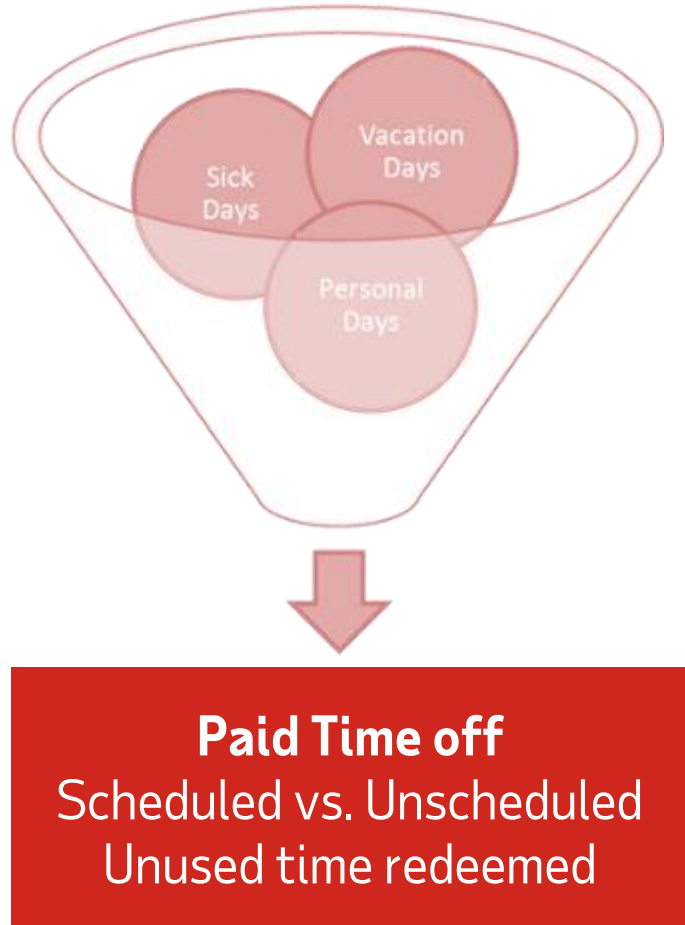 Vacation
Days
Sick
Days
Personal
Days
Paid Time off
Scheduled vs. Unscheduled
Unused time redeemed